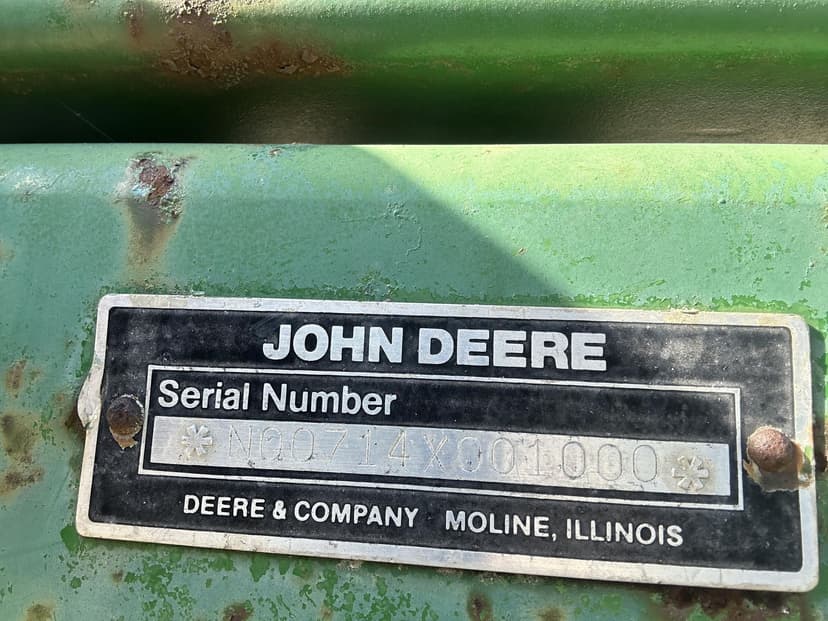 JOHN DEERE
Serial Number
*N00714X001000*
DEERE & COMPANY MOLINE, ILLINOIS